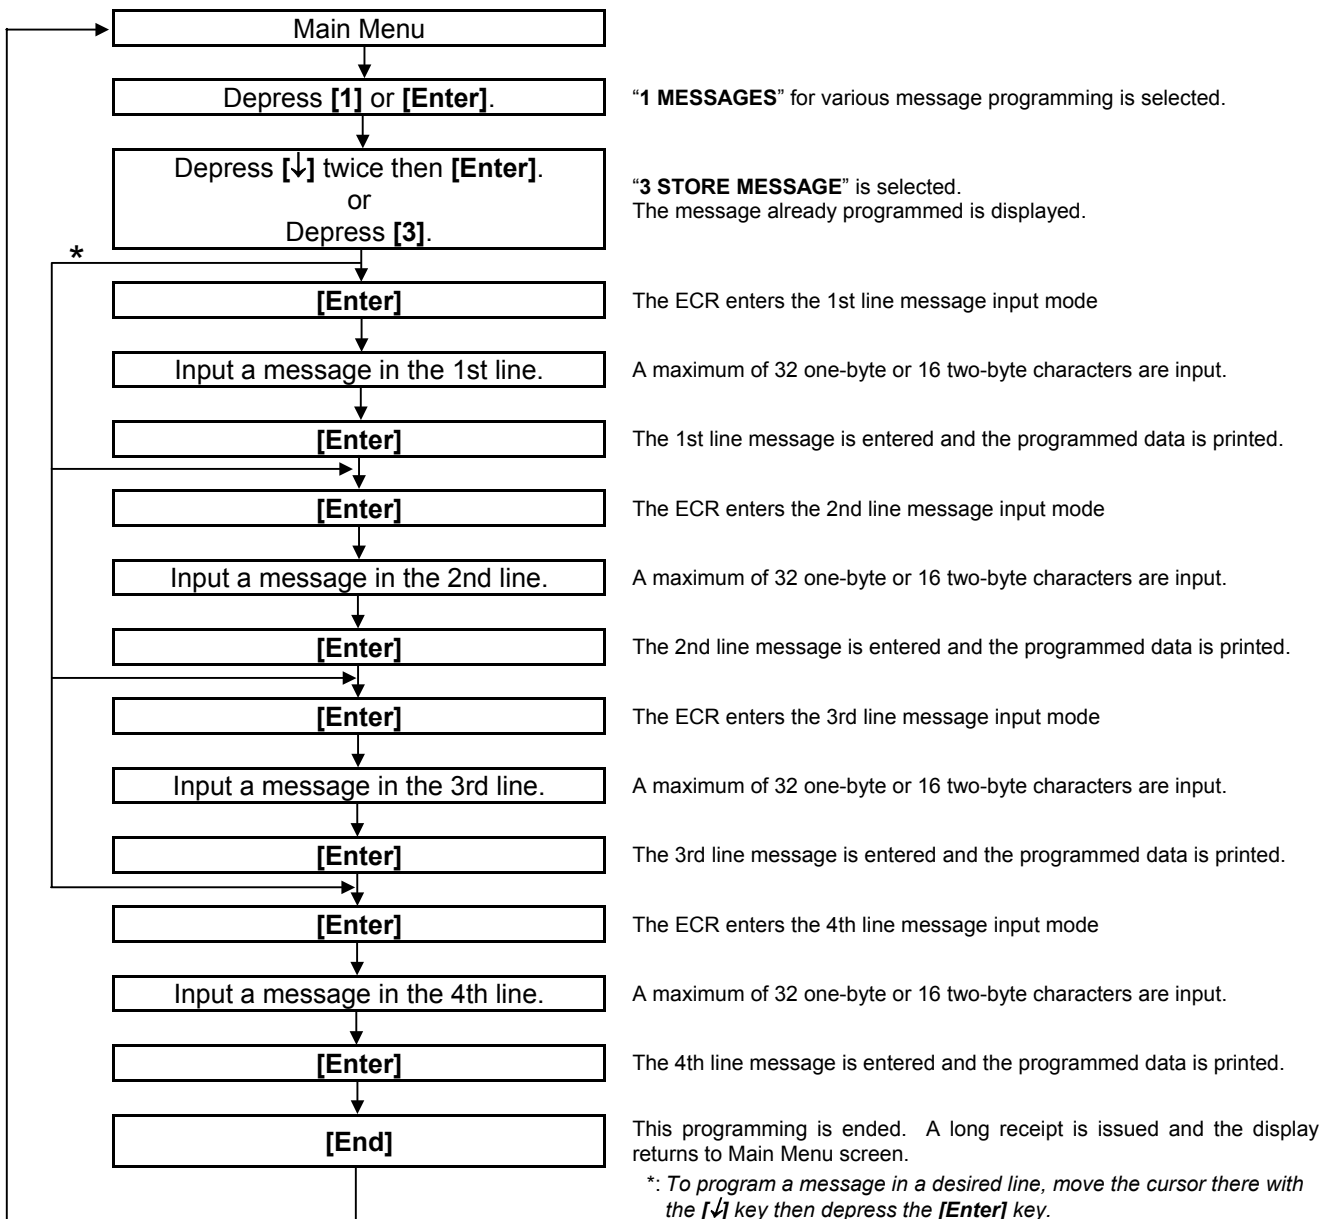 Main Menu
Depress [1] or [Enter].
“1 MESSAGES” for various message programming is selected.
Depress [↓] twice then [Enter].
or
Depress [3].
“3 STORE MESSAGE” is selected.
The message already programmed is displayed.
*
[Enter]
The ECR enters the 1st line message input mode
Input a message in the 1st line.
A maximum of 32 one-byte or 16 two-byte characters are input.
[Enter]
The 1st line message is entered and the programmed data is printed.
[Enter]
The ECR enters the 2nd line message input mode
Input a message in the 2nd line.
A maximum of 32 one-byte or 16 two-byte characters are input.
[Enter]
The 2nd line message is entered and the programmed data is printed.
[Enter]
The ECR enters the 3rd line message input mode
Input a message in the 3rd line.
A maximum of 32 one-byte or 16 two-byte characters are input.
[Enter]
The 3rd line message is entered and the programmed data is printed.
[Enter]
The ECR enters the 4th line message input mode
Input a message in the 4th line.
A maximum of 32 one-byte or 16 two-byte characters are input.
[Enter]
The 4th line message is entered and the programmed data is printed.
[End]
This programming is ended. A long receipt is issued and the display
returns to Main Menu screen.
*: To program a message in a desired line, move the cursor there with
the [↓] key then depress the [Enter] key.